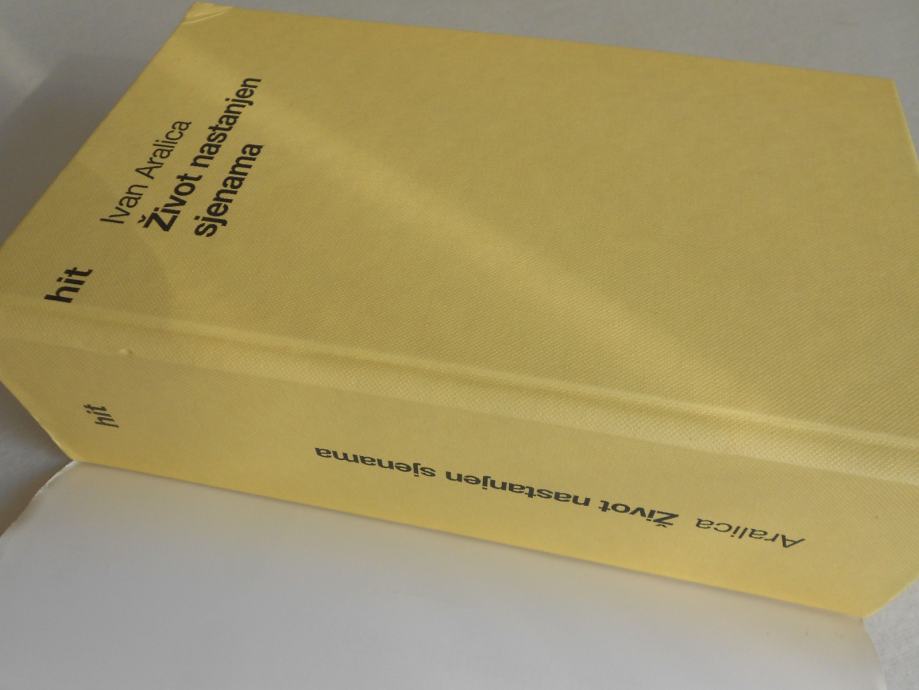 Ivan Aralica
Život nastanjen
sjenama
hit
hit
Aralica Život nastanjen sjenama